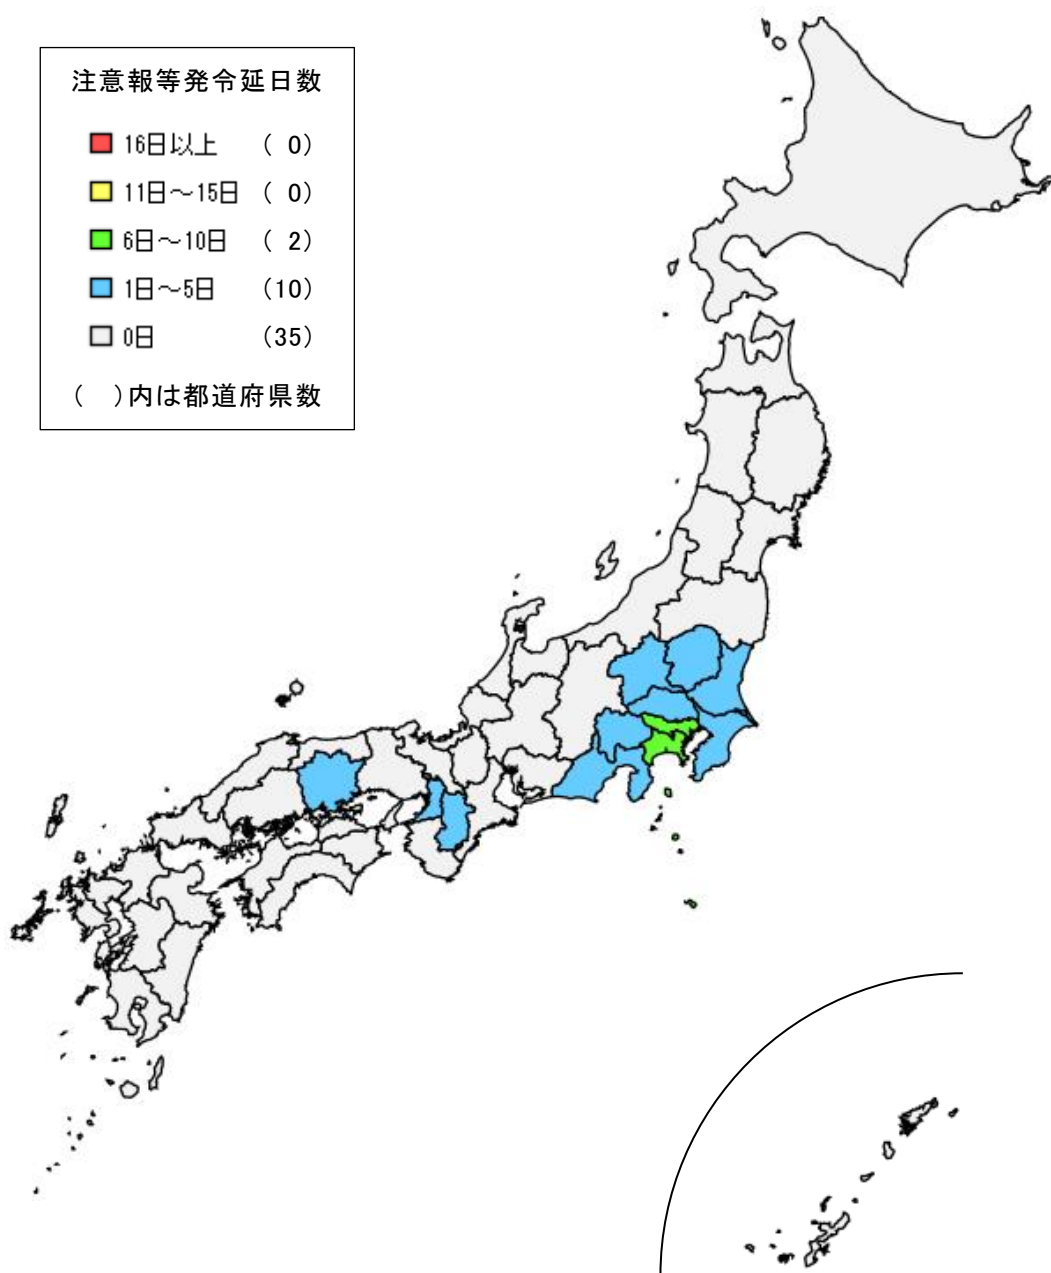 注意報等発令延日数
16日以上 ( 0)
11日～15日 ( 0)
6日～10日 ( 2)
1日～5日 (10)
0日 (35)
( )内は都道府県数